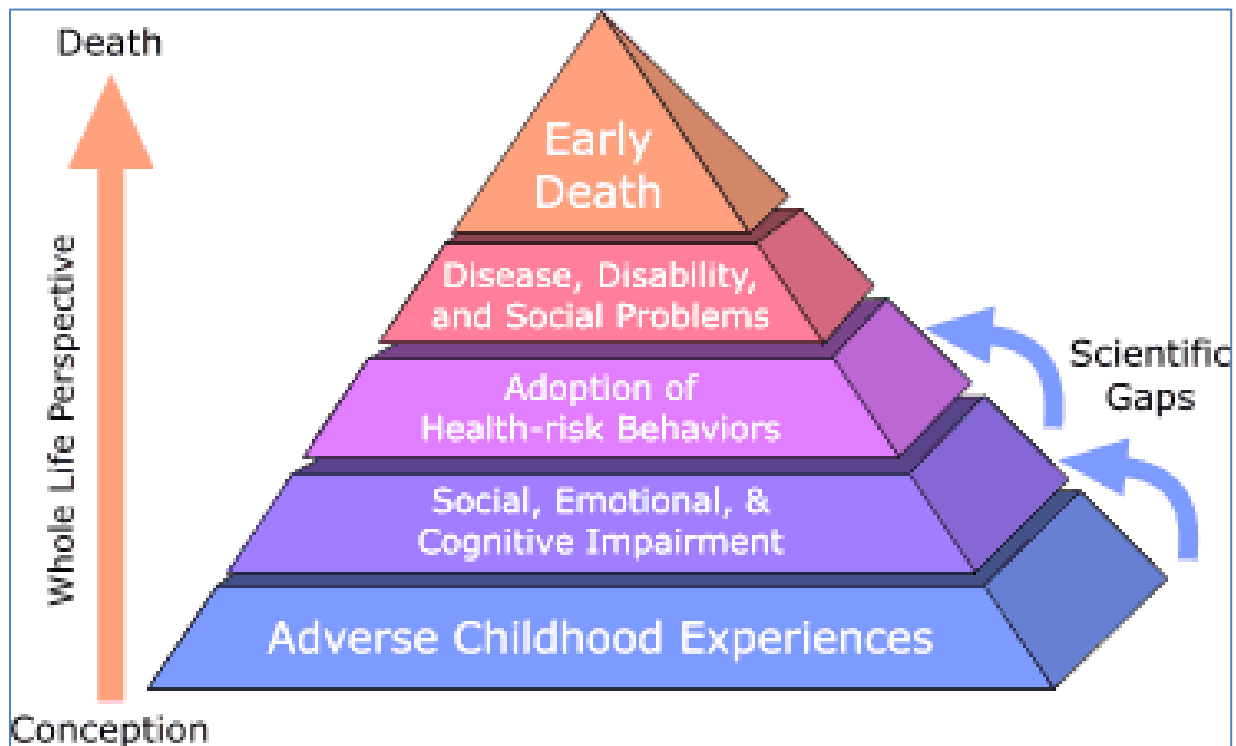 Death
Whole Life Perspective
Conception
Early
Death
Disease, Disability,
and Social Problems
Adoption of
Health-risk Behaviors
Social, Emotional, &
Cognitive Impairment
Adverse Childhood Experiences
Scientific
Gaps